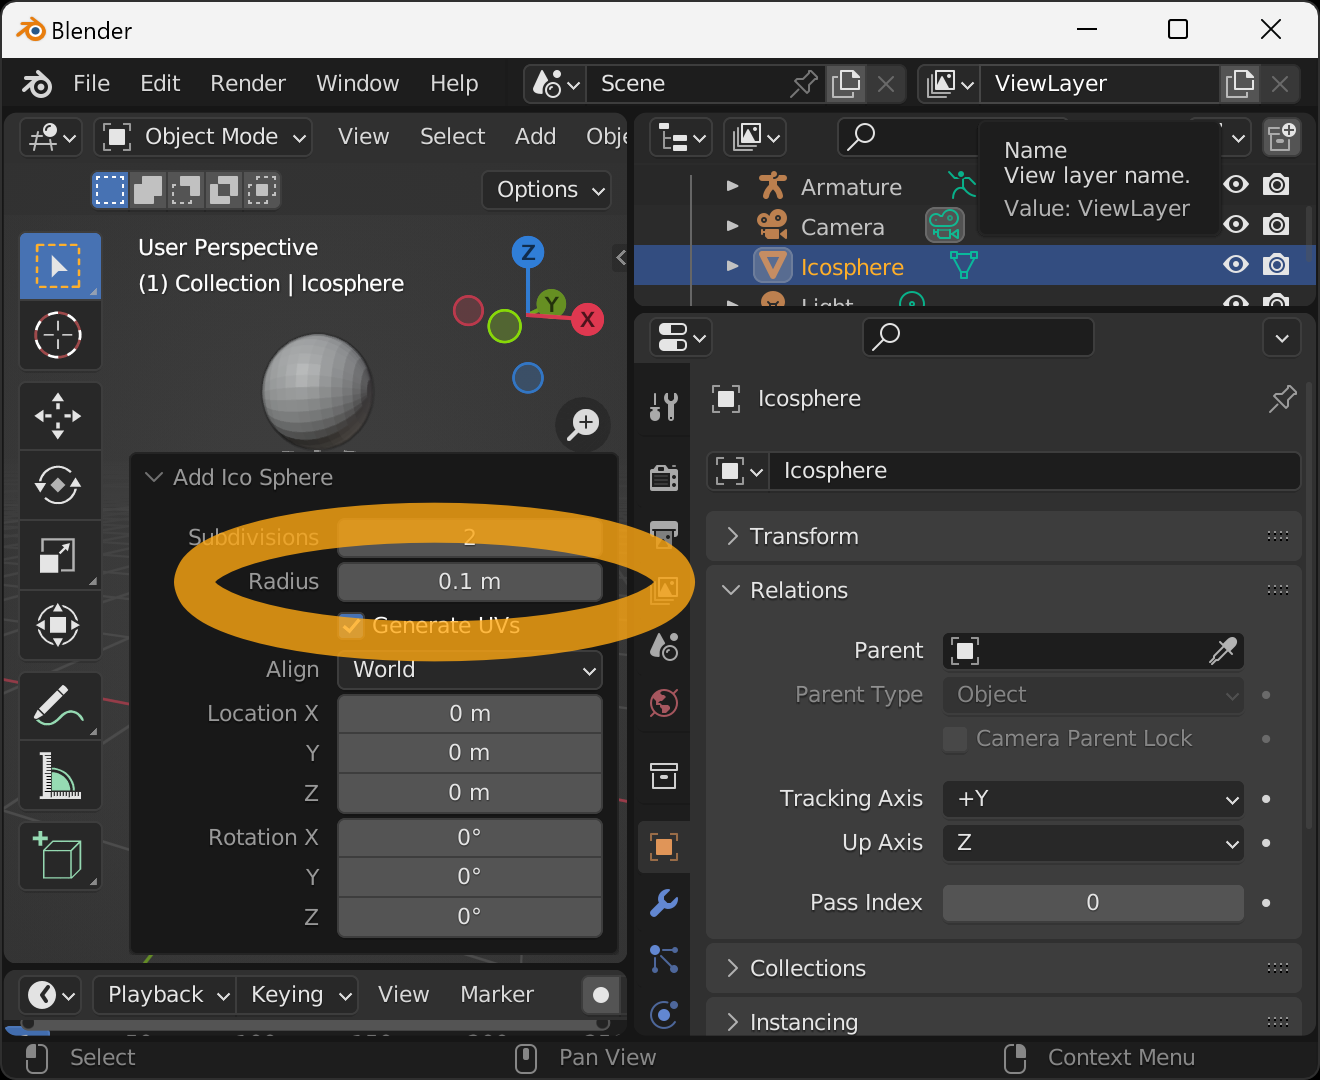 Blender
File Edit Render Window Help Scene ViewLayer
Object Mode View Select Add Obje
Options
User Perspective
(1) Collection | Icosphere
Z
Y
X
Name
View layer name.
Value: ViewLayer
Armature
Camera
Icosphere
Light
Add Ico Sphere
Subdivisions 2
Radius 0.1 m
Generate UVs
Align World
Location X 0 m
Y 0 m
Z 0 m
Rotation X 0°
Y 0°
Z 0°
Icosphere
Icosphere
Transform
Relations
Parent
Parent Type Object
Camera Parent Lock
Tracking Axis +Y
Up Axis Z
Pass Index 0
Collections
Instancing
Playback Keying View Marker
Select Pan View Context Menu